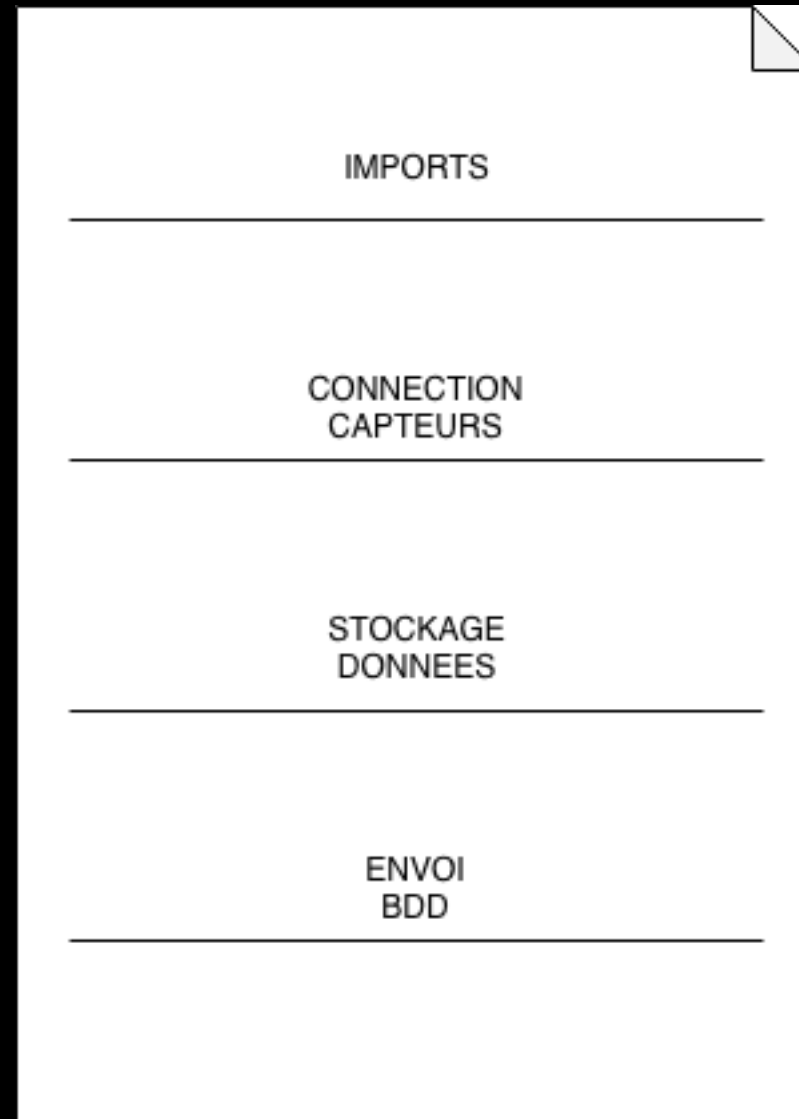 IMPORTS
CONNECTION
CAPTEURS
STOCKAGE
DONNEES
ENVOI
BDD